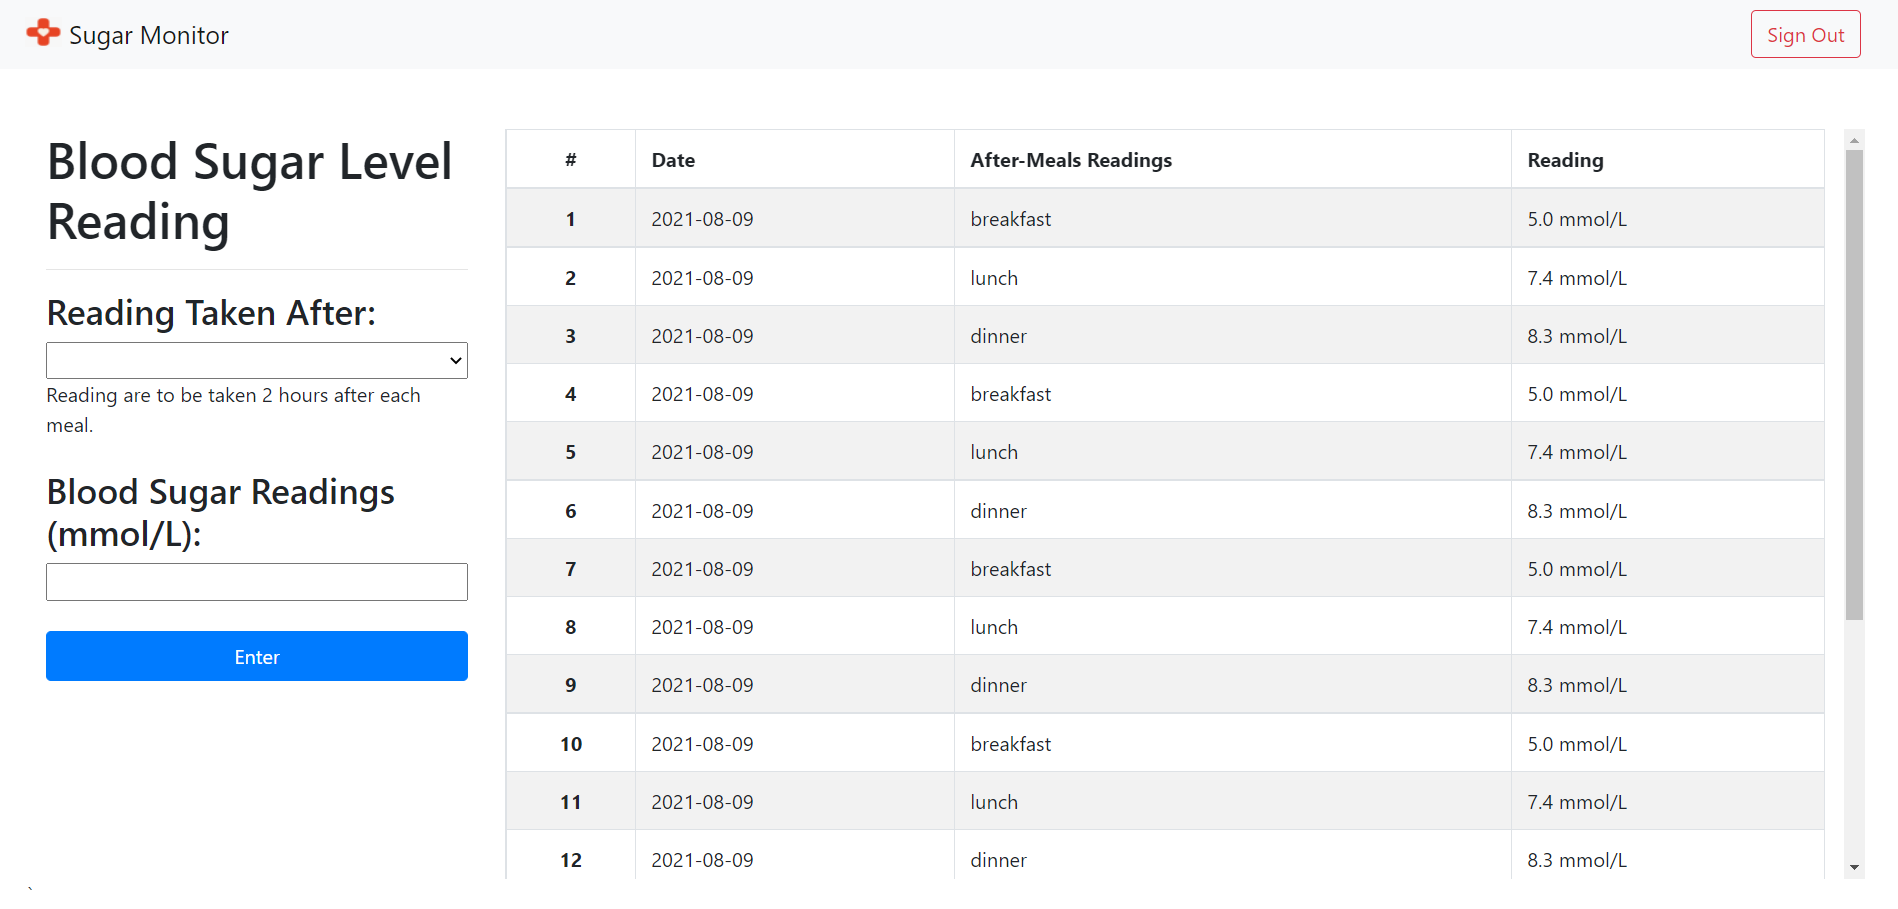 Sugar Monitor
Sign Out
Blood Sugar Level
Reading
Reading Taken After:
Reading are to be taken 2 hours after each
meal.
Blood Sugar Readings
(mmol/L):
Enter
# Date After-Meals Readings Reading
1 2021-08-09 breakfast 5.0 mmol/L
2 2021-08-09 lunch 7.4 mmol/L
3 2021-08-09 dinner 8.3 mmol/L
4 2021-08-09 breakfast 5.0 mmol/L
5 2021-08-09 lunch 7.4 mmol/L
6 2021-08-09 dinner 8.3 mmol/L
7 2021-08-09 breakfast 5.0 mmol/L
8 2021-08-09 lunch 7.4 mmol/L
9 2021-08-09 dinner 8.3 mmol/L
10 2021-08-09 breakfast 5.0 mmol/L
11 2021-08-09 lunch 7.4 mmol/L
12 2021-08-09 dinner 8.3 mmol/L
`